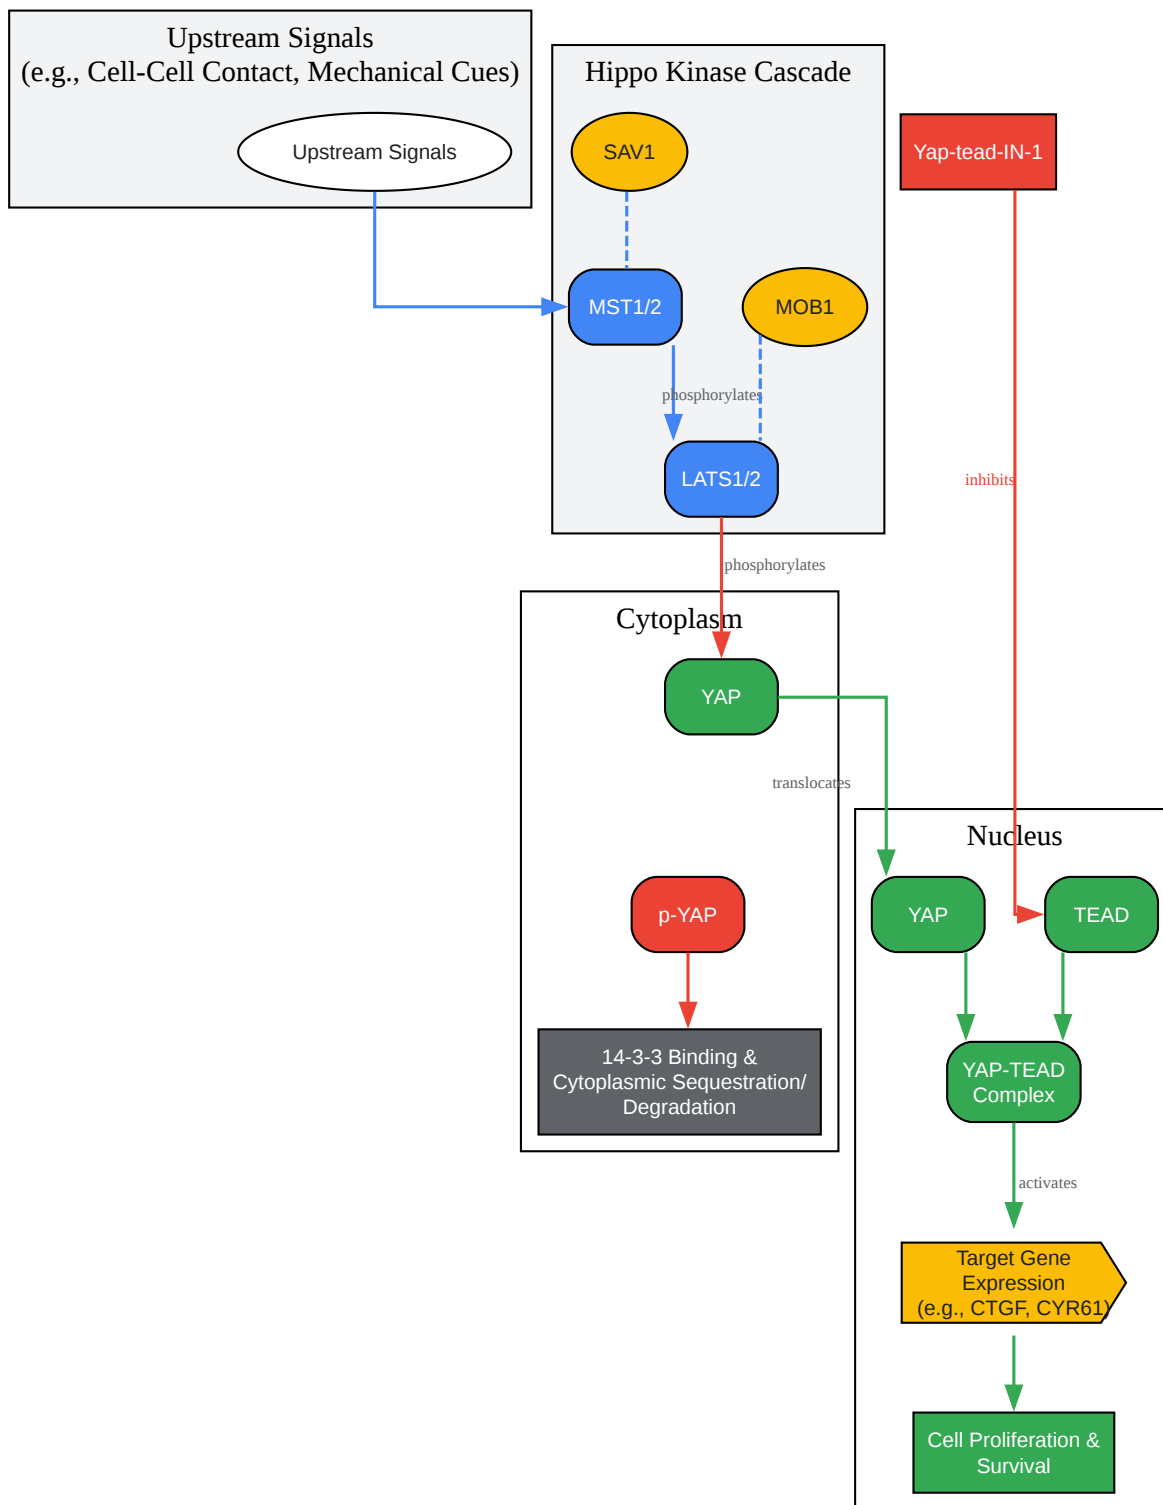 Upstream Signals
(e.g., Cell-Cell Contact, Mechanical Cues)
Upstream Signals
Hippo Kinase Cascade
SAV1
MST1/2
MOB1
phosphorylates
LATS1/2
Yap-tead-IN-1
inhibits
phosphorylates
Cytoplasm
YAP
translocates
p-YAP
14-3-3 Binding &
Cytoplasmic Sequestration/
Degradation
Nucleus
YAP
TEAD
YAP-TEAD
Complex
activates
Target Gene
Expression
(e.g., CTGF, CYR61)
Cell Proliferation &
Survival